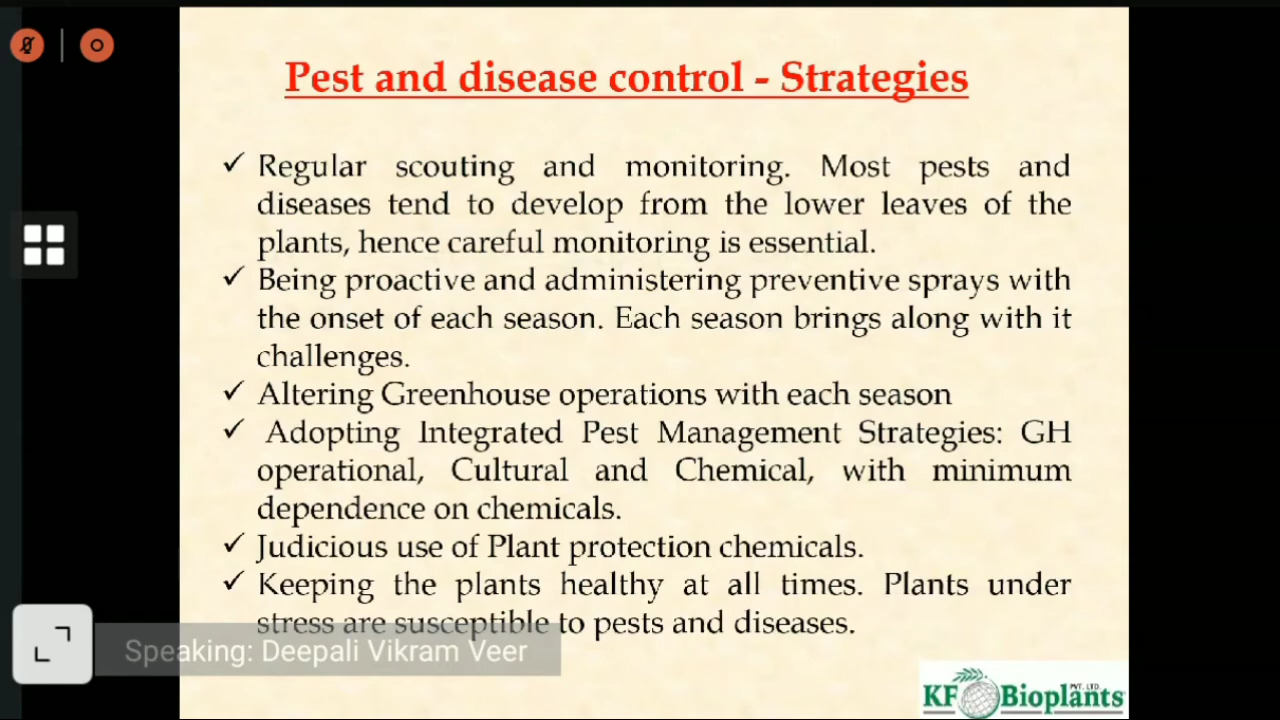 Pest and disease control - Strategies
✓ Regular scouting and monitoring. Most pests and
diseases tend to develop from the lower leaves of the
plants, hence careful monitoring is essential.
✓ Being proactive and administering preventive sprays with
the onset of each season. Each season brings along with it
challenges.
✓ Altering Greenhouse operations with each season
✓ Adopting Integrated Pest Management Strategies: GH
operational, Cultural and Chemical, with minimum
dependence on chemicals.
✓ Judicious use of Plant protection chemicals.
✓ Keeping the plants healthy at all times. Plants under
stress are susceptible to pests and diseases.
Speaking: Deepali Vikram Veer
KF Bioplants PVT. LTD.